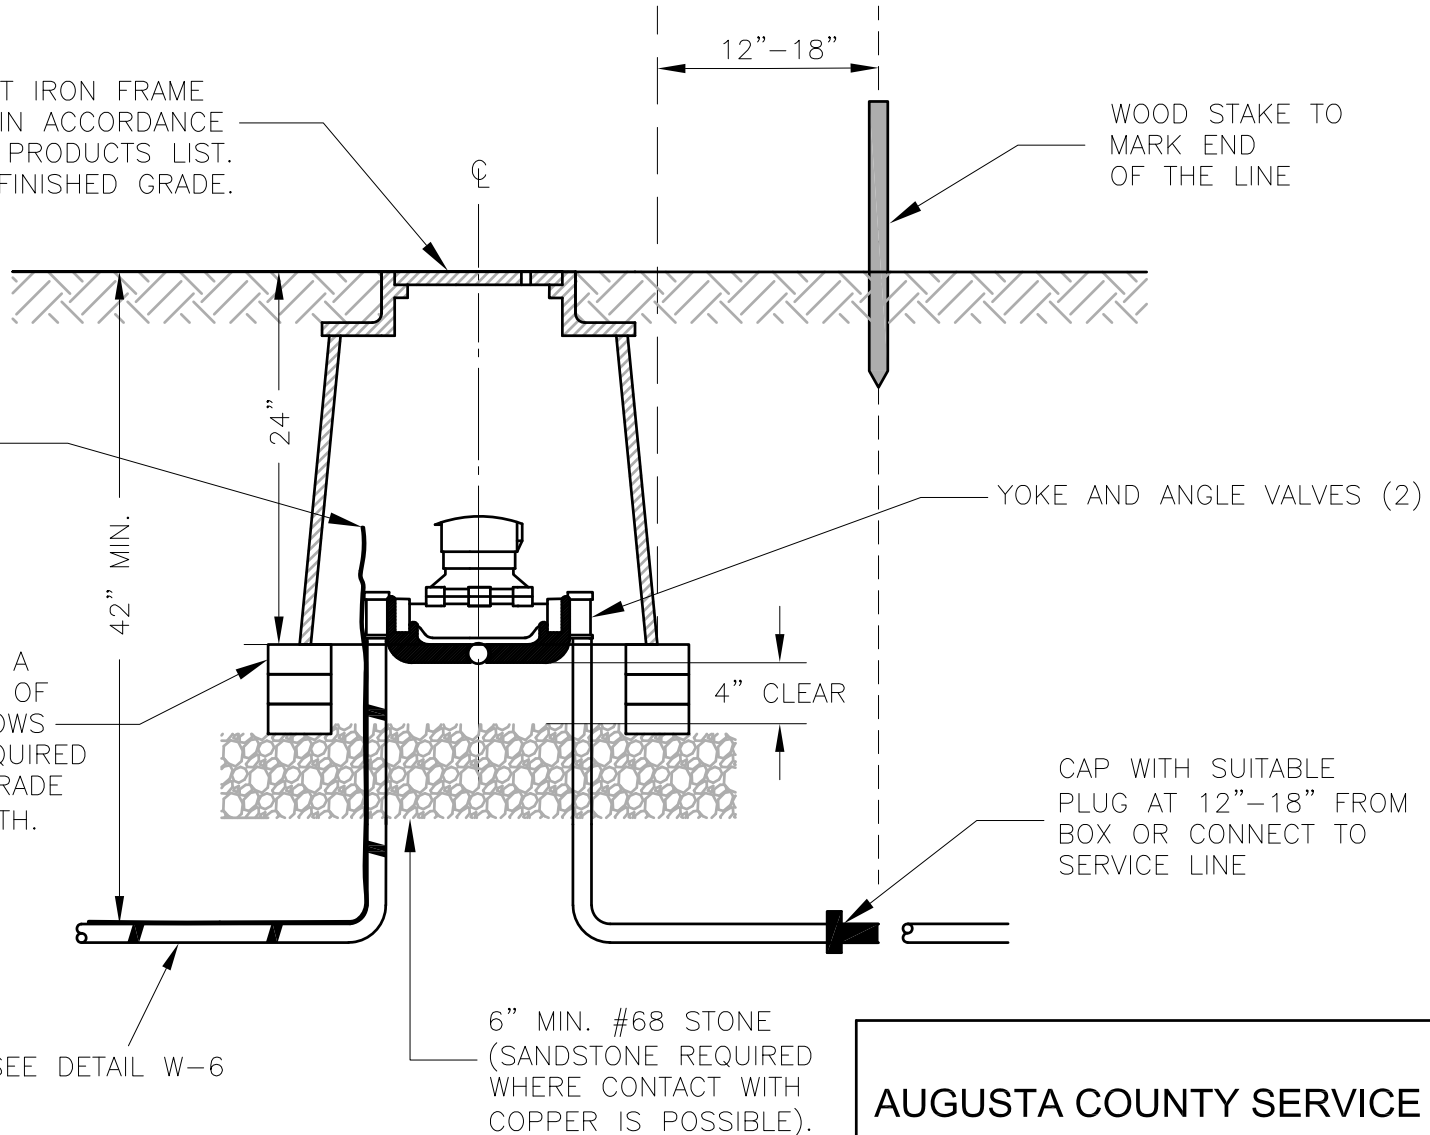 12”-18”
T IRON FRAME
IN ACCORDANCE
PRODUCTS LIST.
FINISHED GRADE.
WOOD STAKE TO
MARK END
OF THE LINE
℄
24”
42” MIN.
YOKE AND ANGLE VALVES (2)
A
OF
OWS
QUIRED
RADE
TH.
4” CLEAR
CAP WITH SUITABLE
PLUG AT 12”-18” FROM
BOX OR CONNECT TO
SERVICE LINE
SEE DETAIL W-6
6” MIN. #68 STONE
(SANDSTONE REQUIRED
WHERE CONTACT WITH
COPPER IS POSSIBLE).
AUGUSTA COUNTY SERVICE